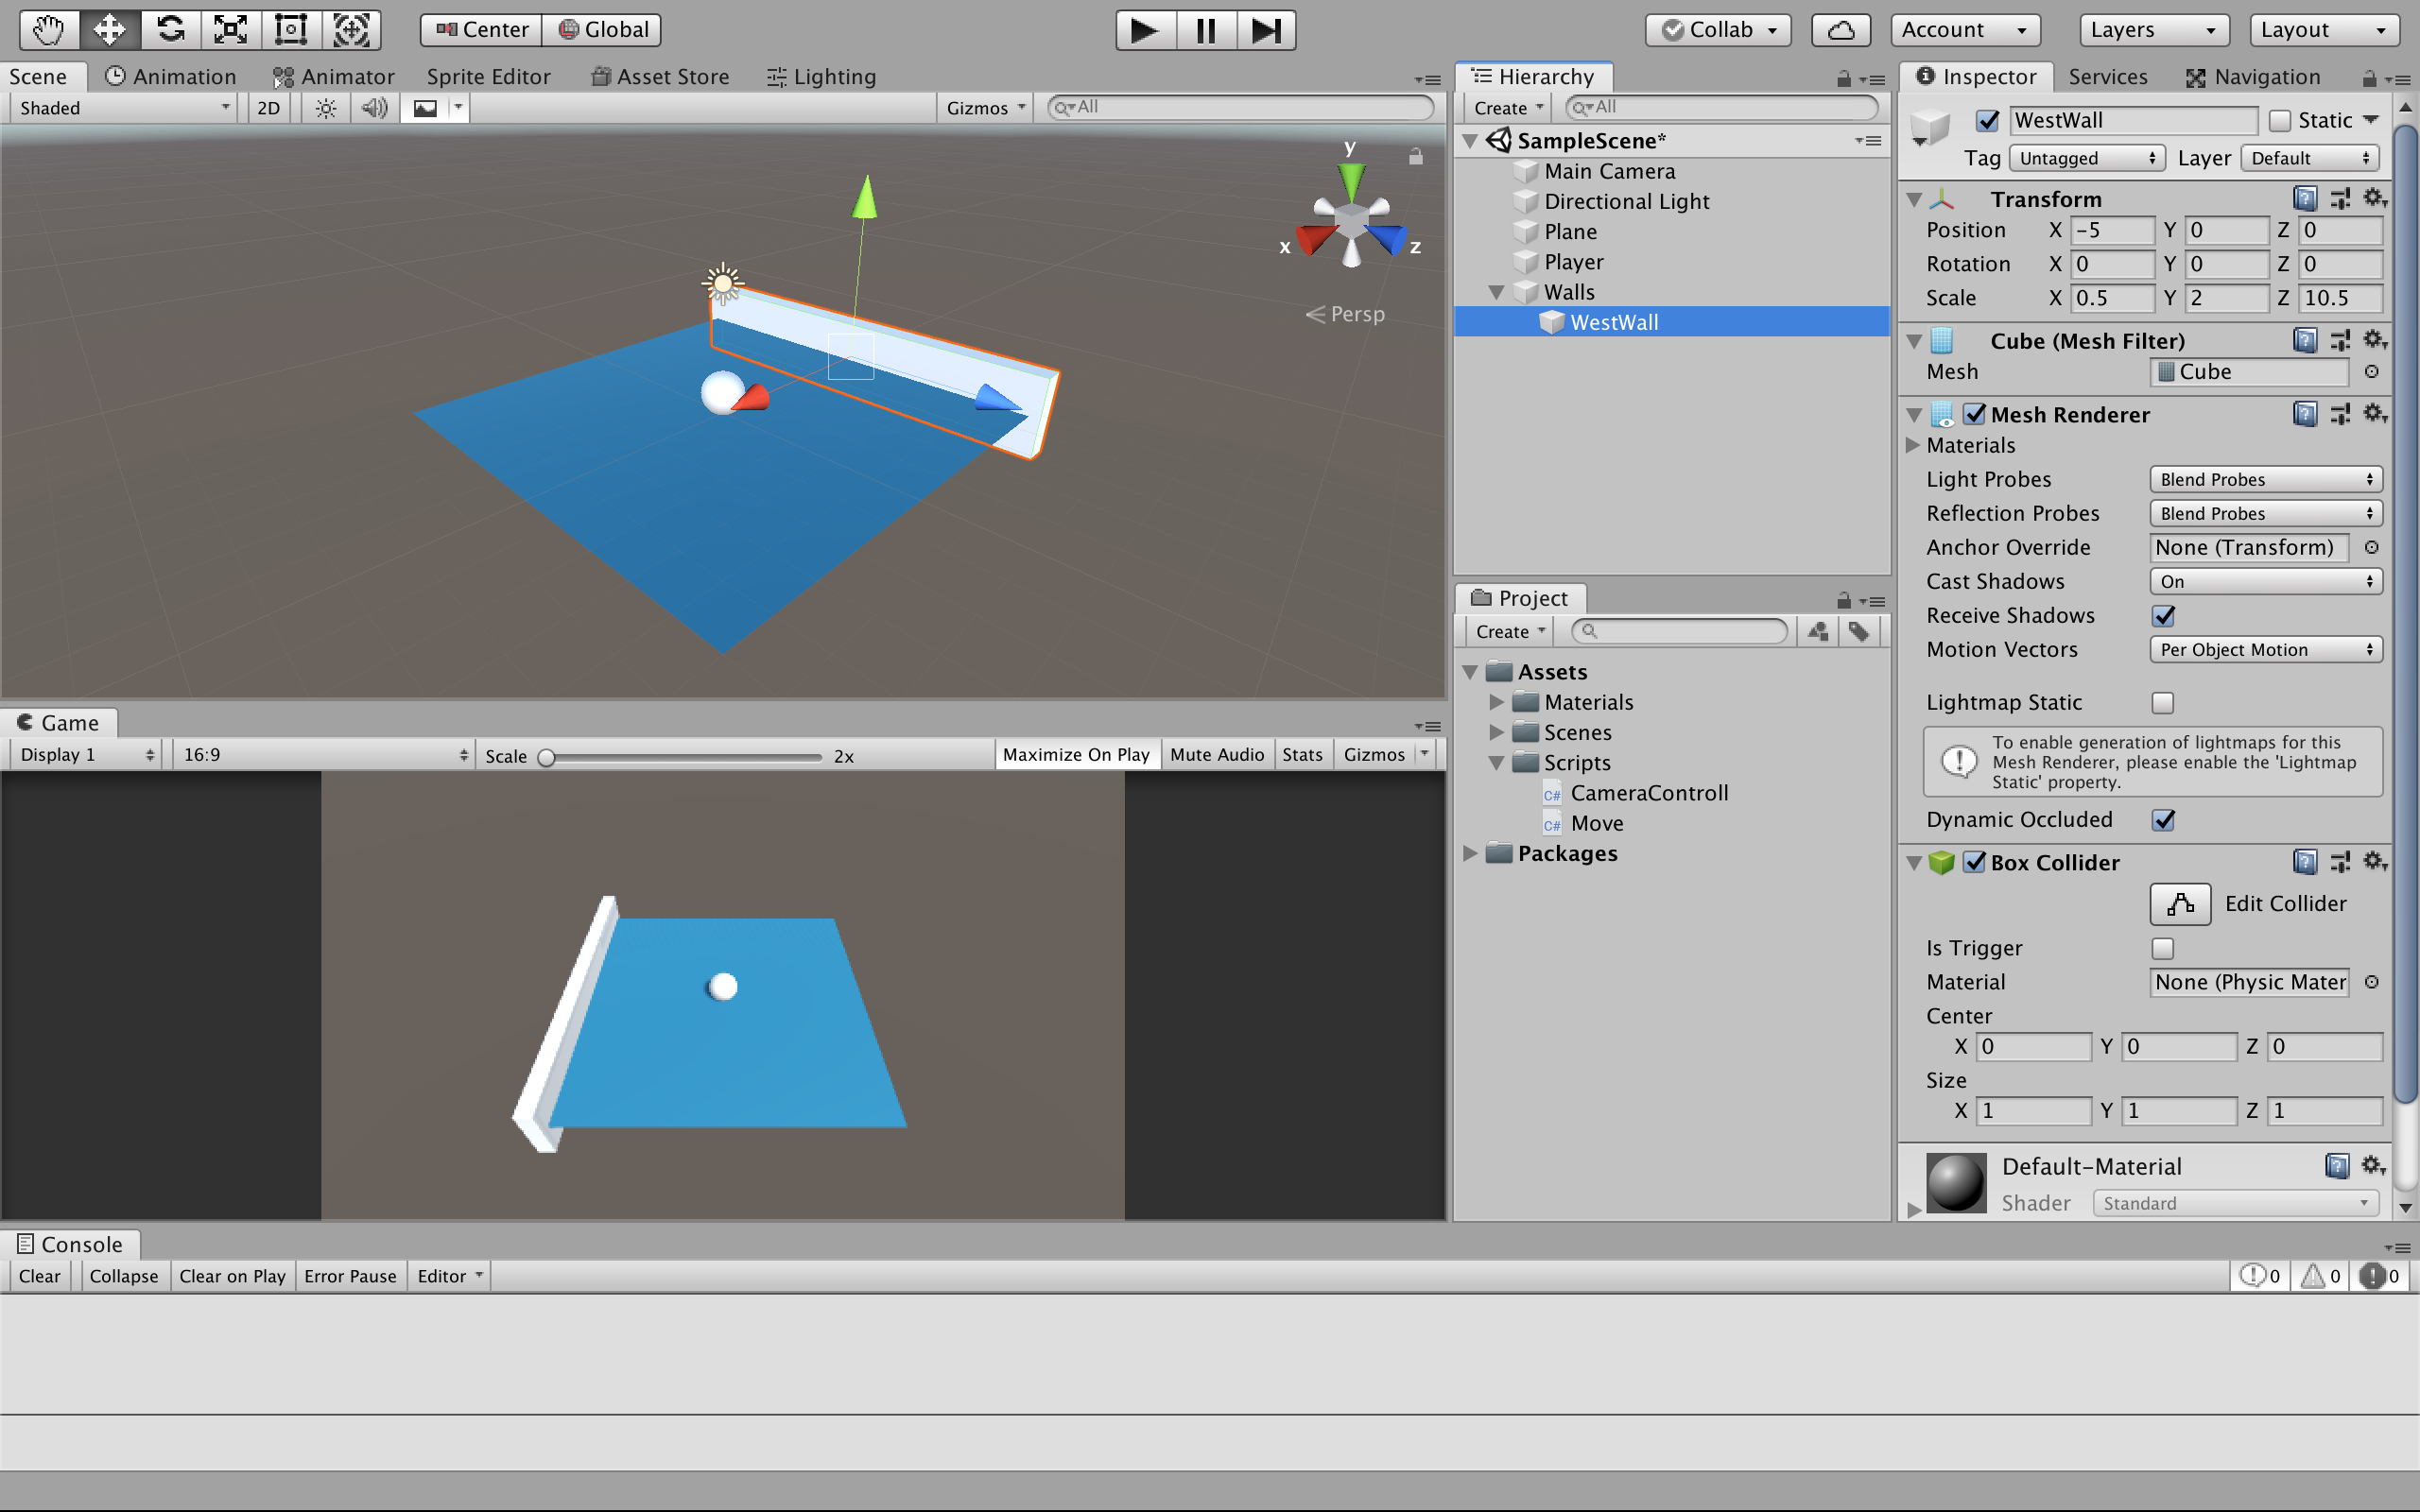 Center Global Collab Account Layers Layout
Scene Animation Animator Sprite Editor Asset Store Lighting
Shaded 2D Gizmos All
y
x z
Persp
Game
Display 1 16:9 Scale 2x Maximize On Play Mute Audio Stats Gizmos
Hierarchy
Create All
SampleScene*
Main Camera
Directional Light
Plane
Player
Walls
WestWall
Project
Create
Assets
Materials
Scenes
Scripts
C# CameraControll
C# Move
Packages
Inspector Services Navigation
WestWall Static
Tag Untagged Layer Default
Transform
Position X -5 Y 0 Z 0
Rotation X 0 Y 0 Z 0
Scale X 0.5 Y 2 Z 10.5
Cube (Mesh Filter)
Mesh Cube
Mesh Renderer
Materials
Light Probes Blend Probes
Reflection Probes Blend Probes
Anchor Override None (Transform)
Cast Shadows On
Receive Shadows
Motion Vectors Per Object Motion
Lightmap Static
To enable generation of lightmaps for this
Mesh Renderer, please enable the 'Lightmap
Static' property.
Dynamic Occluded
Box Collider
Edit Collider
Is Trigger
Material None (Physic Mater
Center
X 0 Y 0 Z 0
Size
X 1 Y 1 Z 1
Default-Material
Shader Standard
Console
Clear Collapse Clear on Play Error Pause Editor 0 0 0